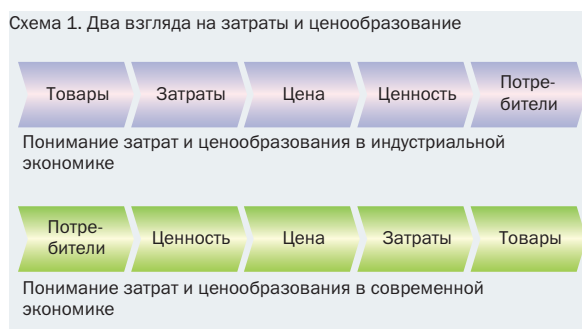 Схема 1. Два взгляда на затраты и ценообразование
Товары
Затраты
Цена
Ценность
Потре-
бители
Понимание затрат и ценообразования в индустриальной
экономике
Потре-
бители
Ценность
Цена
Затраты
Товары
Понимание затрат и ценообразования в современной
экономике